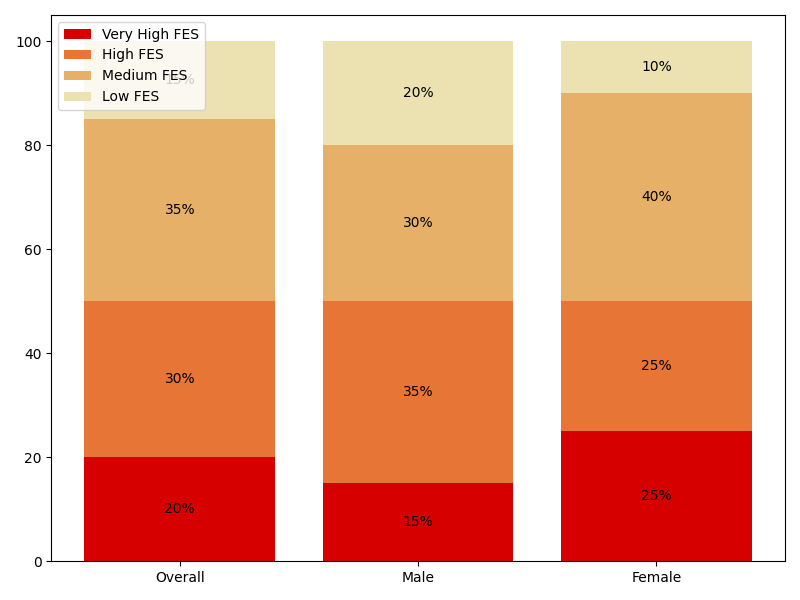 Very High FES
High FES
Medium FES
Low FES
100
80
60
40
20
0
15%
35%
30%
20%
20%
30%
35%
15%
10%
40%
25%
25%
Overall
Male
Female